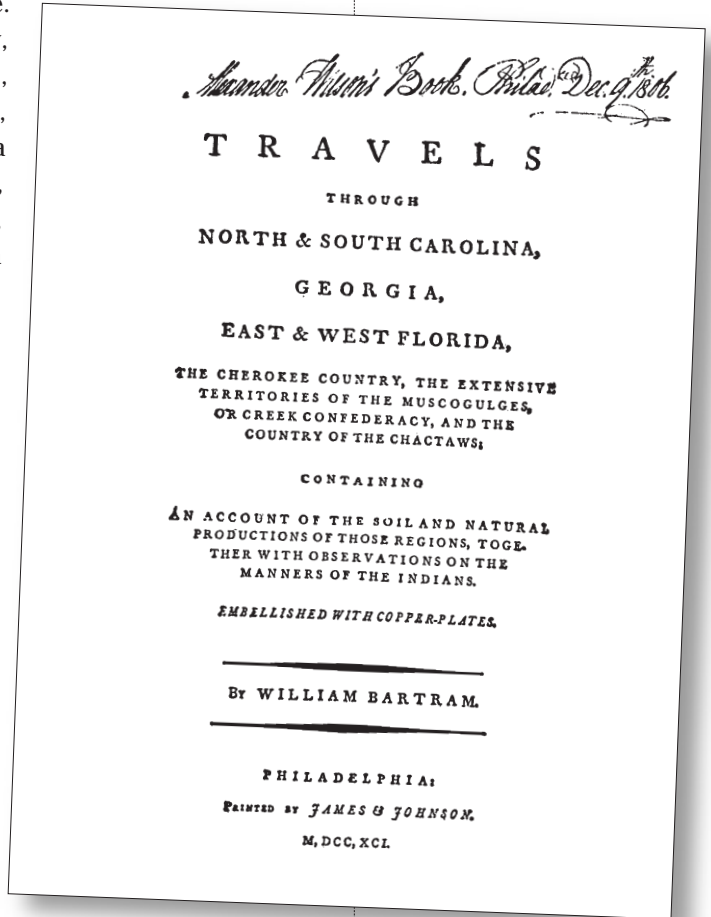 e.
a
Alexander Wilson's Book. Philad. Dec. 9th 1806.
TRAVELS
THROUGH
NORTH & SOUTH CAROLINA,
GEORGIA,
EAST & WEST FLORIDA,
THE CHEROKEE COUNTRY, THE EXTENSIVE
TERRITORIES OF THE MUSCOGULGES,
OR CREEK CONFEDERACY, AND THE
COUNTRY OF THE CHACTAWS;
CONTAINING
AN ACCOUNT OF THE SOIL AND NATURAL
PRODUCTIONS OF THOSE REGIONS, TOGE-
THER WITH OBSERVATIONS ON THE
MANNERS OF THE INDIANS.
EMBELLISHED WITH COPPER-PLATES.
By WILLIAM BARTRAM.
PHILADELPHIA:
PRINTED BY JAMES & JOHNSON.
M,DCC,XCI.